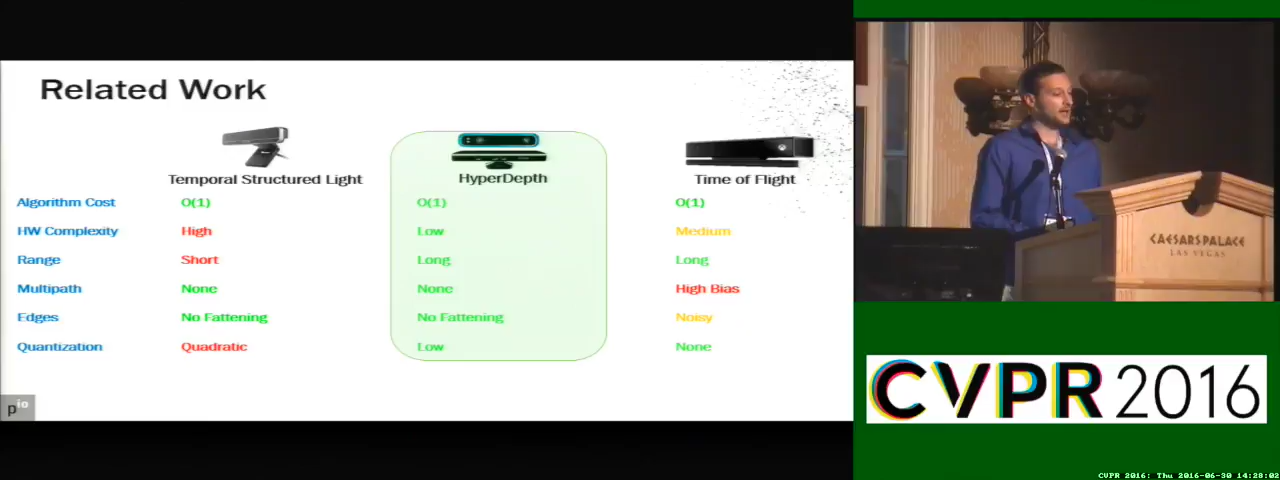 Related Work
Temporal Structured Light HyperDepth Time of Flight
Algorithm Cost O(1) O(1) O(1)
HW Complexity High Low Medium
Range Short Long Long
Multipath None None High Bias
Edges No Fattening No Fattening Noisy
Quantization Quadratic Low None
pio
CAESARS PALACE
LAS VEGAS
CVPR 2016
CVPR 2016: Thu 2016-06-30 14:28:02